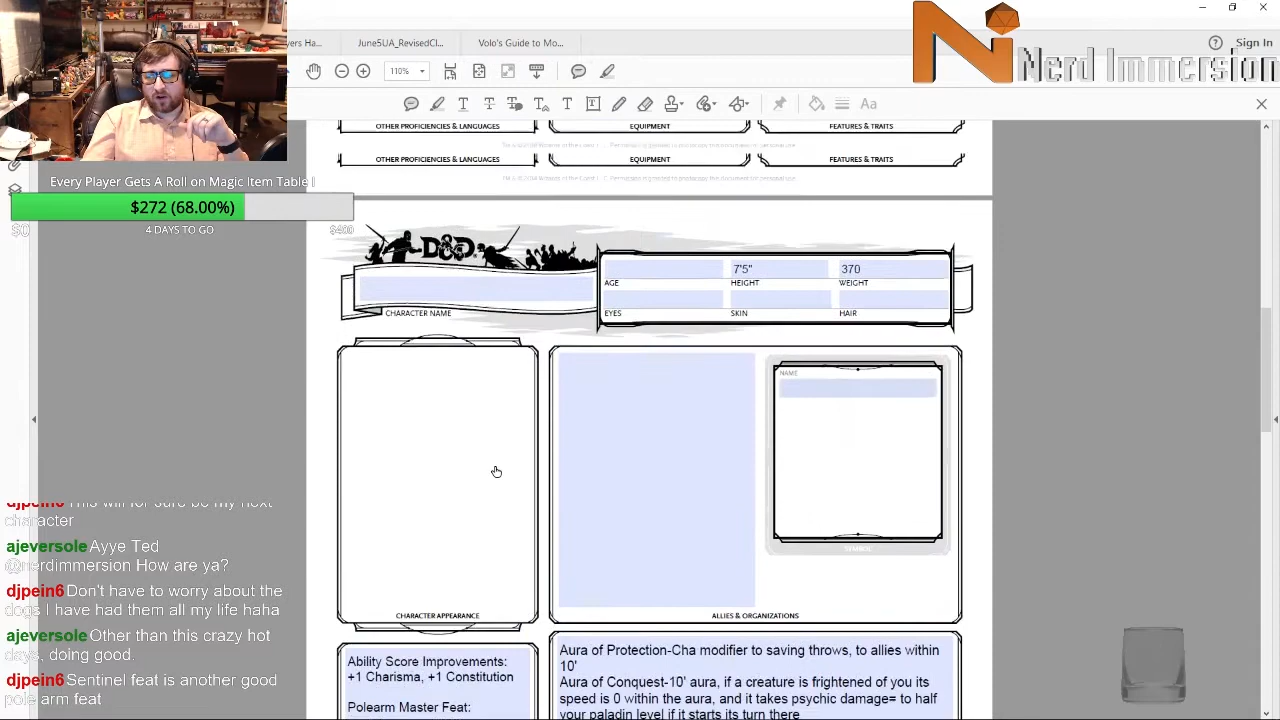 ers Ha...
June5UA_RevisedCl...
Volo's Guide to Mo...
Sign In
Nerd Immersion
110%
Aa
OTHER PROFICIENCIES & LANGUAGES
EQUIPMENT
FEATURES & TRAITS
OTHER PROFICIENCIES & LANGUAGES
EQUIPMENT
FEATURES & TRAITS
Every Player Gets A Roll on Magic Item Table !
$0
$272 (68.00%)
4 DAYS TO GO
$400
D&D
7'5"
370
AGE
HEIGHT
WEIGHT
EYES
SKIN
HAIR
CHARACTER NAME
NAME
SYMBOL
CHARACTER APPEARANCE
ALLIES & ORGANIZATIONS
Ability Score Improvements:
+1 Charisma, +1 Constitution
Polearm Master Feat:
Aura of Protection-Cha modifier to saving throws, to allies within
10'
Aura of Conquest-10' aura, if a creature is frightened of you its
speed is 0 within the aura, and it takes psychic damage= to half
your paladin level if it starts its turn there
djpein6 This will for sure be my next
character
ajeversole Ayye Ted
@nerdimmersion How are ya?
djpein6 Don't have to worry about the
dogs I have had them all my life haha
ajeversole Other than this crazy hot
days, doing good.
djpein6 Sentinel feat is another good
pole arm feat